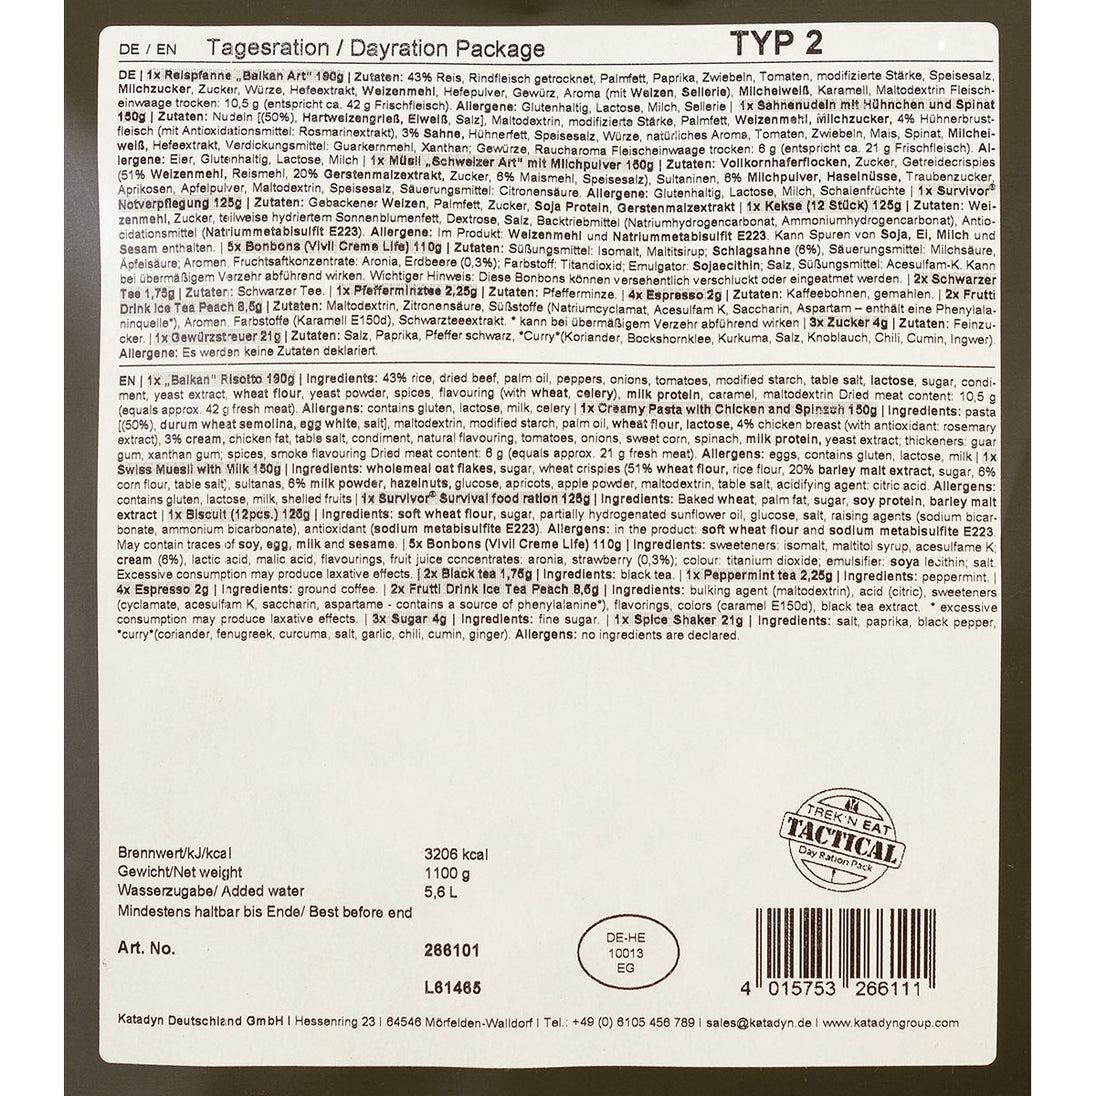 DE / EN Tagesration / Dayration Package TYP 2
DE | 1x Reispfanne „Balkan Art" 190g | Zutaten: 43% Reis, Rindfleisch getrocknet, Palmfett, Paprika, Zwiebeln, Tomaten, modifizierte Stärke, Speisesalz,
Milchzucker, Zucker, Würze, Hefeextrakt, Weizenmehl, Hefepulver, Gewürz, Aroma (mit Weizen, Sellerie). Milcheiweiß, Karamell, Maltodextrin Fleisch-
einwaage trocken: 10,5 g (entspricht ca. 42 g Frischfleisch). Allergene: Glutenhaltig, Lactose, Milch, Sellerie | 1x Sahnenudeln mit Hühnchen und Spinat
150g | Zutaten: Nudeln [(50%), Hartweizengrieß, Eiweiß, Salz], Maltodextrin, modifizierte Stärke, Palmfett, Weizenmehl, Milchzucker, 4% Hühnerbrust-
fleisch (mit Antioxidationsmittel: Rosmarinextrakt), 3% Sahne, Hühnerfett, Speisesalz, Würze, natürliches Aroma, Tomaten, Zwiebeln, Mais, Spinat, Milchei-
weiß, Hefeextrakt, Verdickungsmittel: Guarkernmehl, Xanthan; Gewürze, Raucharoma Fleischeinwaage trocken: 6 g (entspricht ca. 21 g Frischfleisch). Al-
lergene: Eier, Glutenhaltig, Lactose, Milch | 1x Müsli „Schweizer Art" mit Milchpulver 150g | Zutaten: Vollkornhaferflocken, Zucker, Getreidecrispies
(51% Weizenmehl, Reismehl, 20% Gerstenmalzextrakt, Zucker, 6% Maismehl, Speisesalz), Sultaninen, 6% Milchpulver, Haselnüsse, Traubenzucker,
Aprikosen, Apfelpulver, Maltodextrin, Speisesalz, Säuerungsmittel: Citronensäure. Allergene: Glutenhaltig, Lactose, Milch, Schalenfrüchte | 1x Survivor®
Notverpflegung 125g | Zutaten: Gebackener Weizen, Palmfett, Zucker, Soja Protein, Gerstenmalzextrakt | 1x Kekse (12 Stück) 125g | Zutaten: Wei-
zenmehl, Zucker, teilweise hydriertem Sonnenblumenfett, Dextrose, Salz, Backtriebmittel (Natriumhydrogencarbonat, Ammoniumhydrogencarbonat), Antio-
cidationsmittel (Natriummetabisulfit E223). Allergene: Im Produkt: Weizenmehl und Natriummetabisulfit E223. Kann Spuren von Soja, Ei, Milch und
Sesam enthalten. | 5x Bonbons (Vivil Creme Life) 110g | Zutaten: Süßungsmittel: Isomalt, Maltitsirup; Schlagsahne (6%), Säuerungsmittel: Milchsäure,
Äpfelsäure; Aromen, Fruchtsaftkonzentrate: Aronia, Erdbeere (0,3%); Farbstoff: Titandioxid; Emulgator: Sojaecithin; Salz, Süßungsmittel: Acesulfam-K. Kann
bei übermäßigem Verzehr abführend wirken. Wichtiger Hinweis: Diese Bonbons können versehentlich verschluckt oder eingeatmet werden. | 2x Schwarzer
Tee 1,75g | Zutaten: Schwarzer Tee. | 1x Pfefferminztee 2,25g | Zutaten: Pfefferminze. | 4x Espresso 2g | Zutaten: Kaffeebohnen, gemahlen. | 2x Frutti
Drink Ice Tea Peach 8,5g | Zutaten: Maltodextrin, Zitronensäure, Süßstoffe (Natriumcyclamat, Acesulfam K, Saccharin, Aspartam – enthält eine Phenylala-
ninquelle*), Aromen, Farbstoffe (Karamell E150d), Schwarzteeextrakt. * kann bei übermäßigem Verzehr abführend wirken | 3x Zucker 4g | Zutaten: Feinzu-
cker. | 1x Gewürzstreuer 21g | Zutaten: Salz, Paprika, Pfeffer schwarz, *Curry*(Koriander, Bockshornklee, Kurkuma, Salz, Knoblauch, Chili, Cumin, Ingwer).
Allergene: Es werden keine Zutaten deklariert.
EN | 1x „Balkan" Risotto 190g | Ingredients: 43% rice, dried beef, palm oil, peppers, onions, tomatoes, modified starch, table salt, lactose, sugar, condi-
ment, yeast extract, wheat flour, yeast powder, spices, flavouring (with wheat, celery), milk protein, caramel, maltodextrin Dried meat content: 10,5 g
(equals approx. 42 g fresh meat). Allergens: contains gluten, lactose, milk, celery | 1x Creamy Pasta with Chicken and Spinach 150g | Ingredients: pasta
[(50%), durum wheat semolina, egg white, salt], maltodextrin, modified starch, palm oil, wheat flour, lactose, 4% chicken breast (with antioxidant: rosemary
extract), 3% cream, chicken fat, table salt, condiment, natural flavouring, tomatoes, onions, sweet corn, spinach, milk protein, yeast extract; thickeners: guar
gum, xanthan gum; spices, smoke flavouring Dried meat content: 6 g (equals approx. 21 g fresh meat). Allergens: eggs, contains gluten, lactose, milk | 1x
Swiss Muesli with Milk 150g | Ingredients: wholemeal oat flakes, sugar, wheat crispies (51% wheat flour, rice flour, 20% barley malt extract, sugar, 6%
corn flour, table salt), sultanas, 6% milk powder, hazelnuts, glucose, apricots, apple powder, maltodextrin, table salt, acidifying agent: citric acid. Allergens:
contains gluten, lactose, milk, shelled fruits | 1x Survivor® Survival food ration 125g | Ingredients: Baked wheat, palm fat, sugar, soy protein, barley malt
extract | 1x Biscuit (12pcs.) 125g | Ingredients: soft wheat flour, sugar, partially hydrogenated sunflower oil, glucose, salt, raising agents (sodium bicar-
bonate, ammonium bicarbonate), antioxidant (sodium metabisulfite E223). Allergens: in the product: soft wheat flour and sodium metabisulfite E223.
May contain traces of soy, egg, milk and sesame. | 5x Bonbons (Vivil Creme Life) 110g | Ingredients: sweeteners: isomalt, maltitol syrup, acesulfame K;
cream (6%), lactic acid, malic acid, flavourings, fruit juice concentrates: aronia, strawberry (0,3%); colour: titanium dioxide; emulsifier: soya lecithin; salt.
Excessive consumption may produce laxative effects. | 2x Black tea 1,75g | Ingredients: black tea. | 1x Peppermint tea 2,25g | Ingredients: peppermint. |
4x Espresso 2g | Ingredients: ground coffee. | 2x Frutti Drink Ice Tea Peach 8,5g | Ingredients: bulking agent (maltodextrin), acid (citric), sweeteners
(cyclamate, acesulfam K, saccharin, aspartame - contains a source of phenylalanine*), flavorings, colors (caramel E150d), black tea extract. * excessive
consumption may produce laxative effects. | 3x Sugar 4g | Ingredients: fine sugar. | 1x Spice Shaker 21g | Ingredients: salt, paprika, black pepper,
*curry*(coriander, fenugreek, curcuma, salt, garlic, chili, cumin, ginger). Allergens: no ingredients are declared.
TREK'N EAT
TACTICAL
Day Ration Pack
Brennwert/kJ/kcal 3206 kcal
Gewicht/Net weight 1100 g
Wasserzugabe/ Added water 5,6 L
Mindestens haltbar bis Ende/ Best before end
Art. No. 266101
L61465
DE-HE
10013
EG
4 015753 266111
Katadyn Deutschland GmbH | Hessenring 23 | 64546 Mörfelden-Walldorf | Tel.: +49 (0) 6105 456 789 | sales@katadyn.de | www.katadyngroup.com